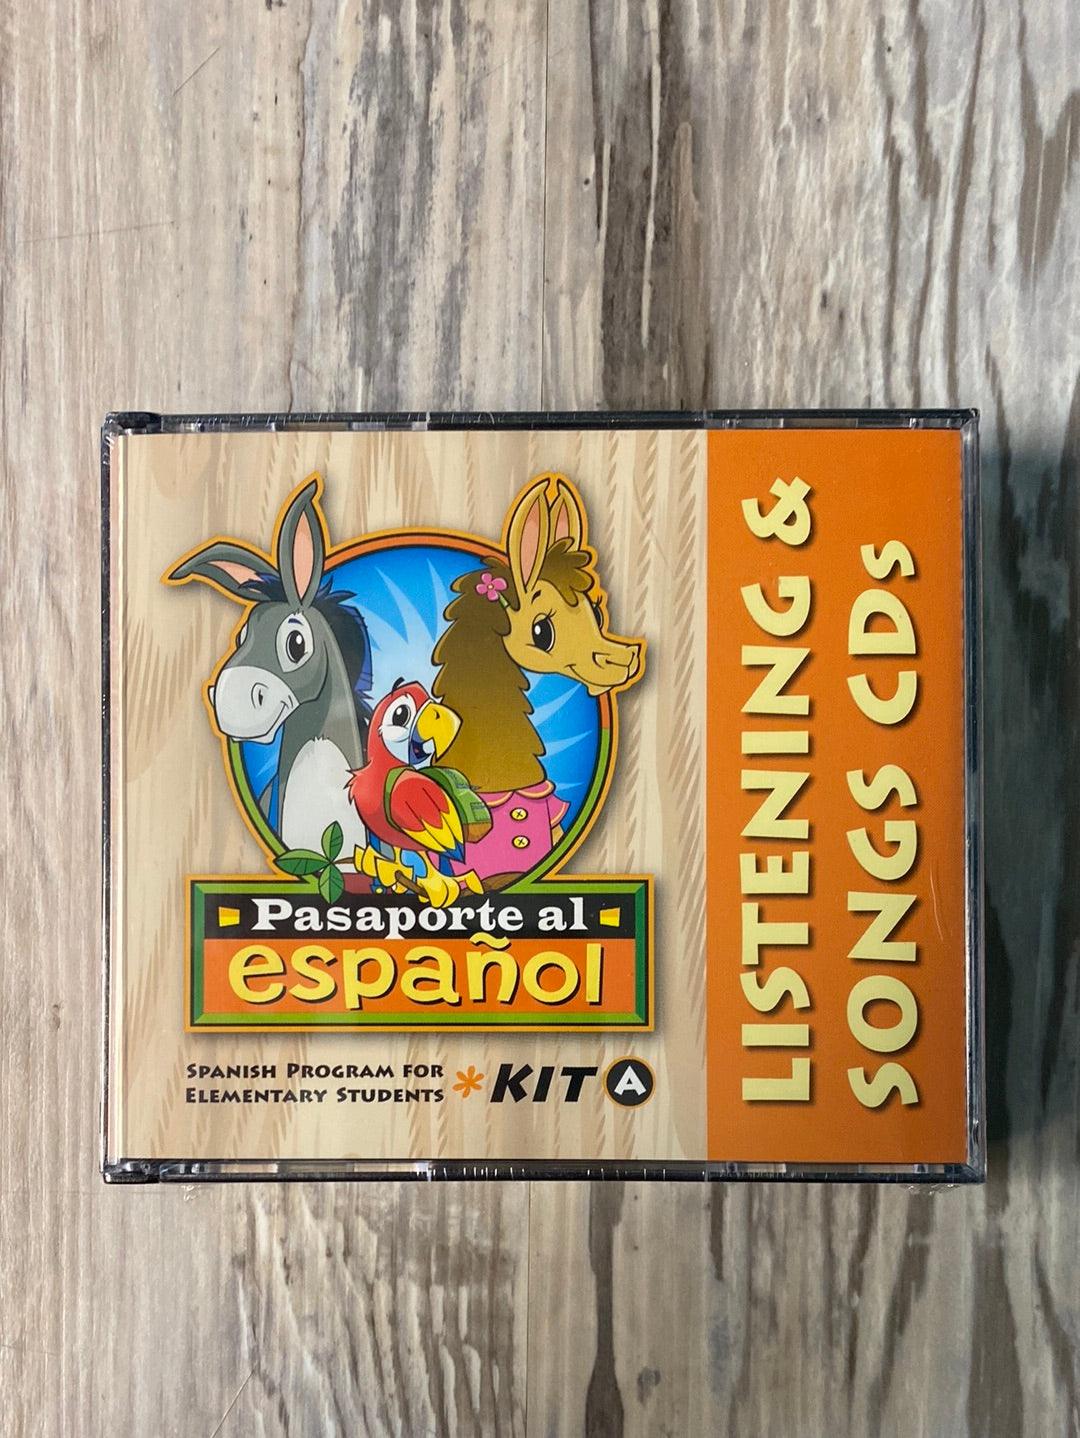 Pasaporte al
español
SPANISH PROGRAM FOR
ELEMENTARY STUDENTS
*KIT A
LISTENING &
SONGS CDs